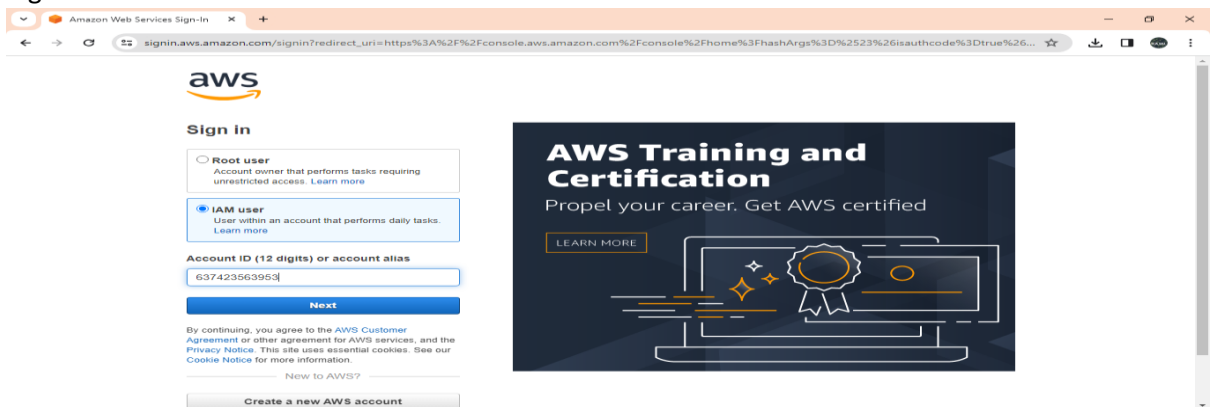 Amazon Web Services Sign-In
signin.aws.amazon.com/signin?redirect_uri=https%3A%2F%2Fconsole.aws.amazon.com%2Fconsole%2Fhome%3FhashArgs%3D%2523%26isauthcode%3Dtrue%26...
aws
Sign in
Root user
Account owner that performs tasks requiring
unrestricted access. Learn more
IAM user
User within an account that performs daily tasks.
Learn more
Account ID (12 digits) or account alias
637423563953
Next
By continuing, you agree to the AWS Customer
Agreement or other agreement for AWS services, and the
Privacy Notice. This site uses essential cookies. See our
Cookie Notice for more information.
New to AWS?
Create a new AWS account
AWS Training and
Certification
Propel your career. Get AWS certified
LEARN MORE